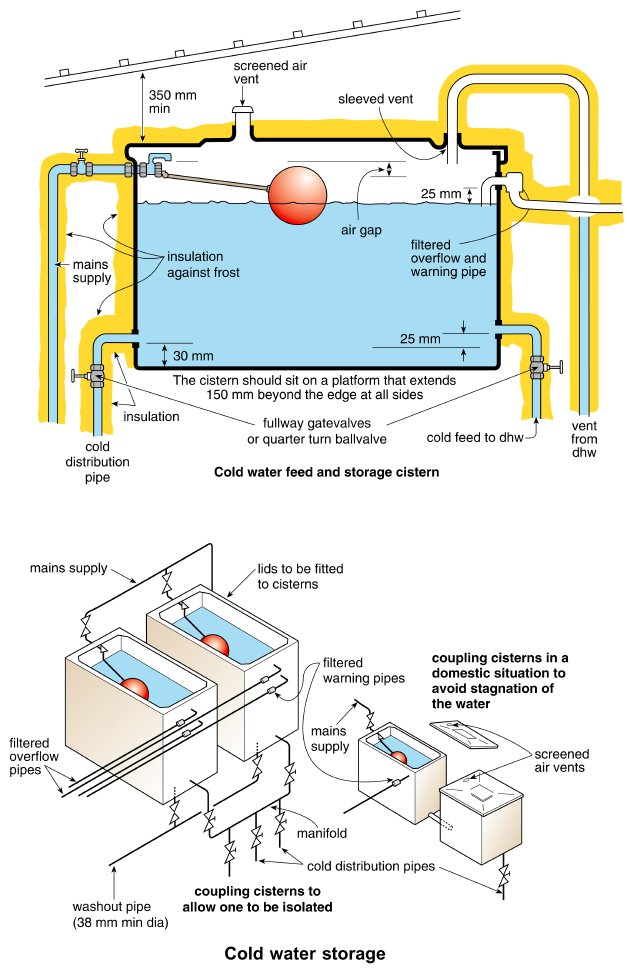 screened air
vent
350 mm
min
sleeved vent
25 mm
air gap
insulation
against frost
mains
supply
filtered
overflow and
warning pipe
30 mm
25 mm
The cistern should sit on a platform that extends
150 mm beyond the edge at all sides
insulation
fullway gatevalves
or quarter turn ballvalve
cold feed to dhw
vent
from
dhw
cold
distribution
pipe
Cold water feed and storage cistern
mains supply
lids to be fitted
to cisterns
filtered
warning pipes
coupling cisterns in a
domestic situation to
avoid stagnation of
the water
mains
supply
screened
air vents
filtered
overflow
pipes
manifold
cold distribution pipes
washout pipe
(38 mm min dia)
coupling cisterns to
allow one to be isolated
Cold water storage